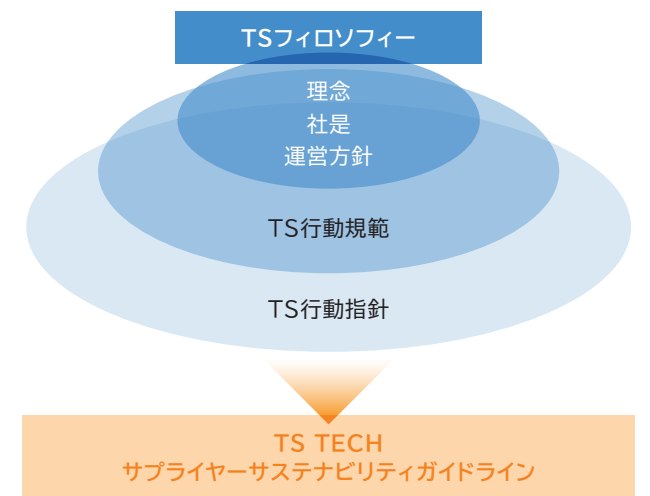 TSフィロソフィー
理念
社是
運営方針
TS行動規範
TS行動指針
TS TECH
サプライヤーサステナビリティガイドライン